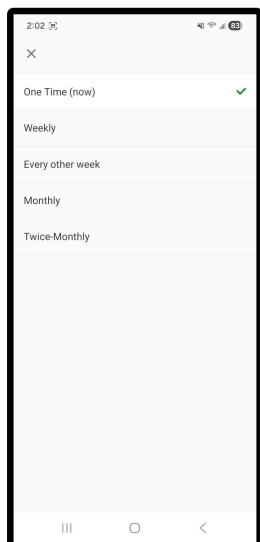 2:02
83
One Time (now)
Weekly
Every other week
Monthly
Twice-Monthly